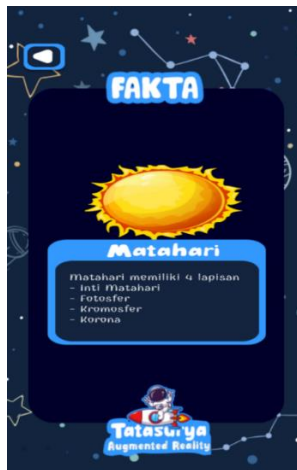 FAKTA
Matahari
Matahari memiliki 4 lapisan
- Inti Matahari
- Fotosfer
- Kromosfer
- Korona
Tatasurya
Augmented Reality